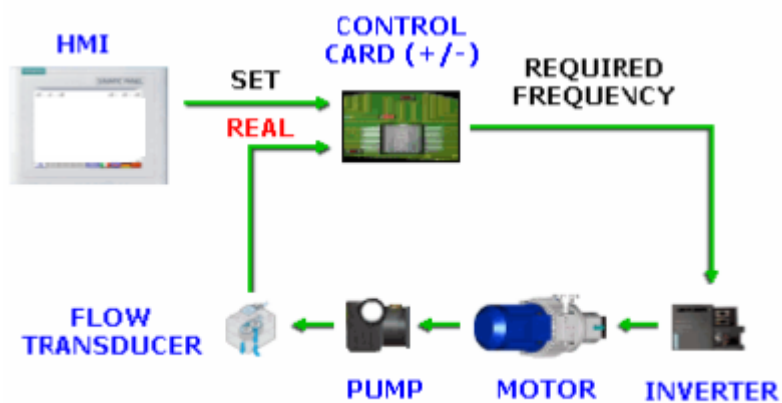 HMI
CONTROL
CARD (+/-)
SET
REAL
REQUIRED
FREQUENCY
FLOW
TRANSDUCER
PUMP
MOTOR
INVERTER